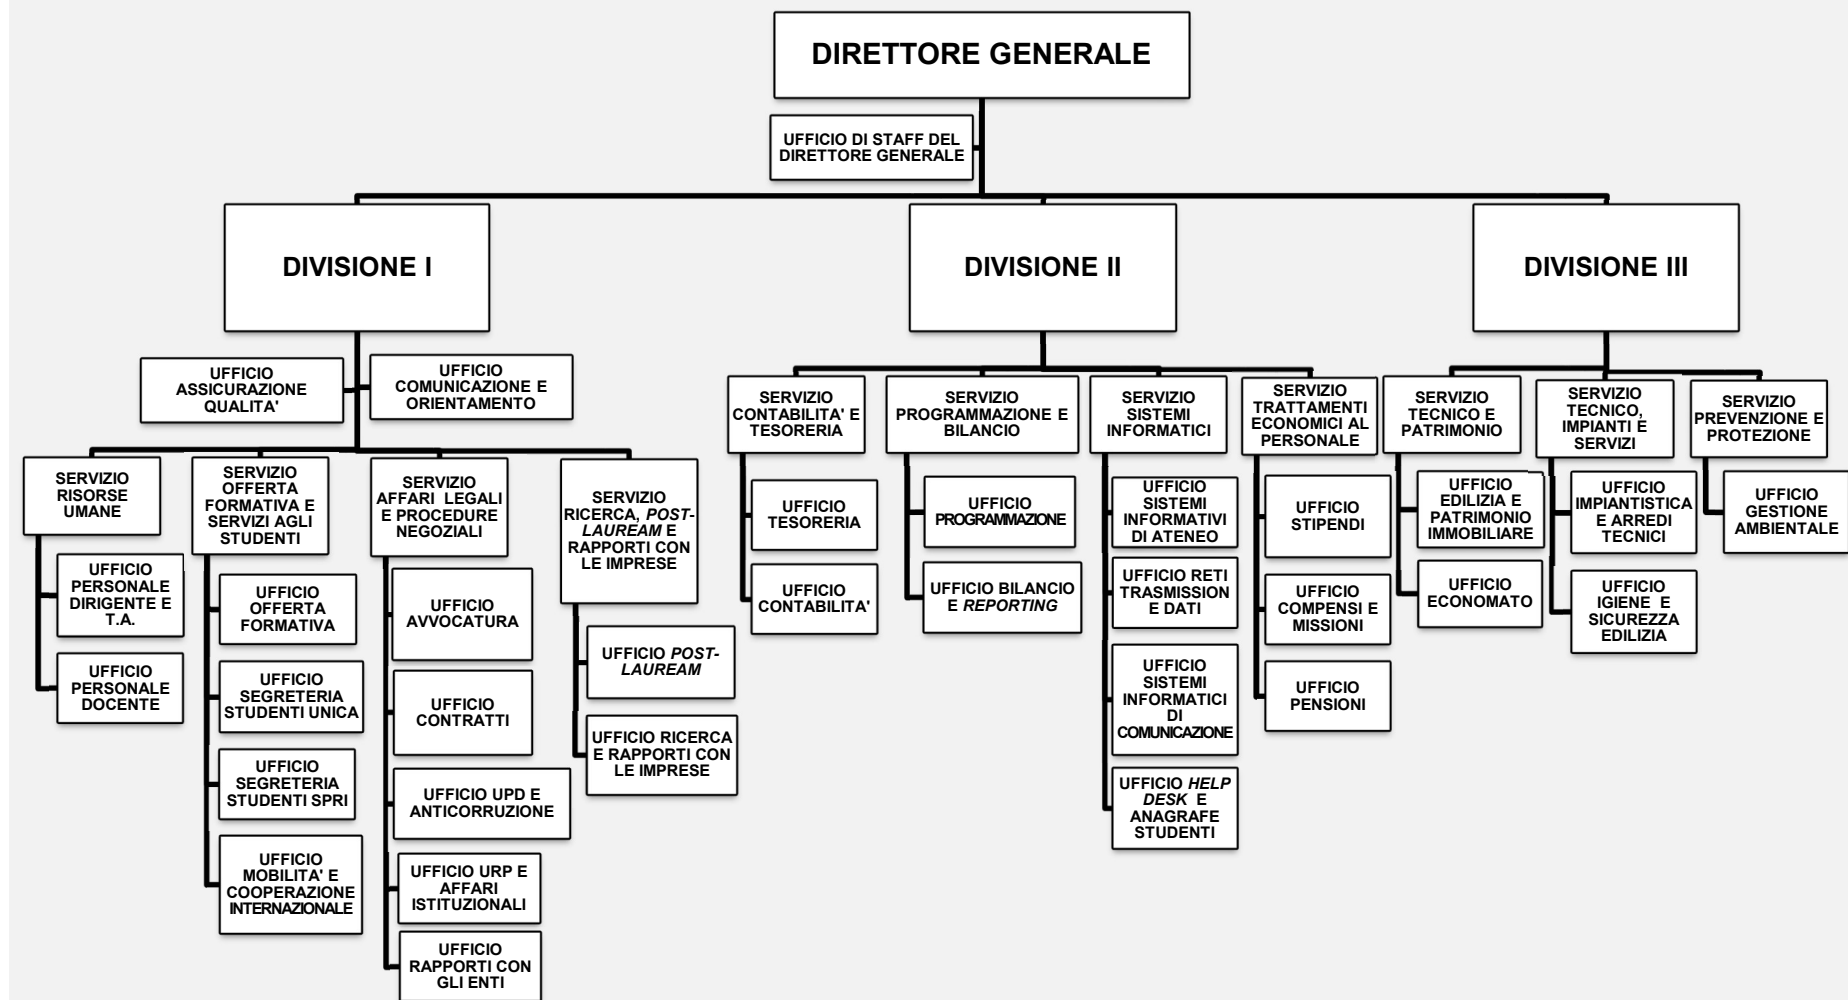 DIRETTORE GENERALE
UFFICIO DI STAFF DEL
DIRETTORE GENERALE
DIVISIONE I
DIVISIONE II
DIVISIONE III
UFFICIO
ASSICURAZIONE
QUALITA'
UFFICIO
COMUNICAZIONE E
ORIENTAMENTO
SERVIZIO
RISORSE
UMANE
UFFICIO
PERSONALE
DIRIGENTE E
T.A.
UFFICIO
PERSONALE
DOCENTE
SERVIZIO
OFFERTA
FORMATIVA E
SERVIZI AGLI
STUDENTI
UFFICIO
OFFERTA
FORMATIVA
UFFICIO
SEGRETERIA
STUDENTI UNICA
UFFICIO
SEGRETERIA
STUDENTI SPRI
UFFICIO
MOBILITA' E
COOPERAZIONE
INTERNAZIONALE
SERVIZIO
AFFARI LEGALI
E PROCEDURE
NEGOZIALI
UFFICIO
AVVOCATURA
UFFICIO
CONTRATTI
UFFICIO UPD E
ANTICORRUZIONE
UFFICIO URP E
AFFARI
ISTITUZIONALI
UFFICIO
RAPPORTI CON
GLI ENTI
SERVIZIO
RICERCA, POST-
LAUREAM E
RAPPORTI CON
LE IMPRESE
UFFICIO POST-
LAUREAM
UFFICIO RICERCA
E RAPPORTI CON
LE IMPRESE
SERVIZIO
CONTABILITA' E
TESORERIA
UFFICIO
TESORERIA
UFFICIO
CONTABILITA'
SERVIZIO
PROGRAMMAZIONE E
BILANCIO
UFFICIO
PROGRAMMAZIONE
UFFICIO BILANCIO
E REPORTING
SERVIZIO
SISTEMI
INFORMATICI
UFFICIO
SISTEMI
INFORMATIVI
DI ATENEO
UFFICIO RETI
TRASMISSION
E DATI
UFFICIO
SISTEMI
INFORMATICI
DI
COMUNICAZIONE
UFFICIO HELP
DESK E
ANAGRAFE
STUDENTI
SERVIZIO
TRATTAMENTI
ECONOMICI AL
PERSONALE
UFFICIO
STIPENDI
UFFICIO
COMPENSI E
MISSIONI
UFFICIO
PENSIONI
SERVIZIO
TECNICO E
PATRIMONIO
UFFICIO
EDILIZIA E
PATRIMONIO
IMMOBILIARE
UFFICIO
ECONOMATO
SERVIZIO
TECNICO,
IMPIANTI E
SERVIZI
UFFICIO
IMPIANTISTICA
E ARREDI
TECNICI
UFFICIO
IGIENE E
SICUREZZA
EDILIZIA
SERVIZIO
PREVENZIONE E
PROTEZIONE
UFFICIO
GESTIONE
AMBIENTALE